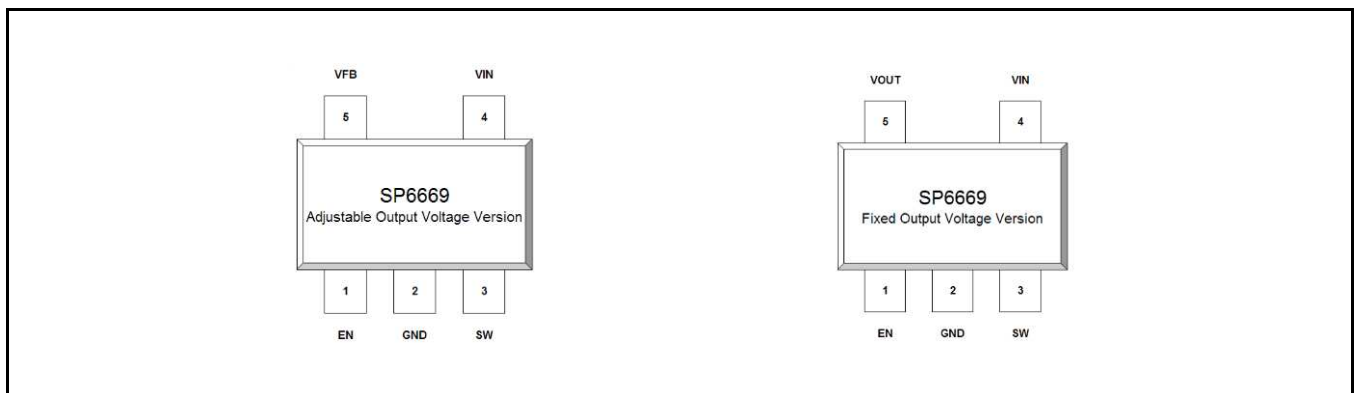 VFB VIN
5 4
SP6669
Adjustable Output Voltage Version
1 2 3
EN GND SW
VOUT VIN
5 4
SP6669
Fixed Output Voltage Version
1 2 3
EN GND SW